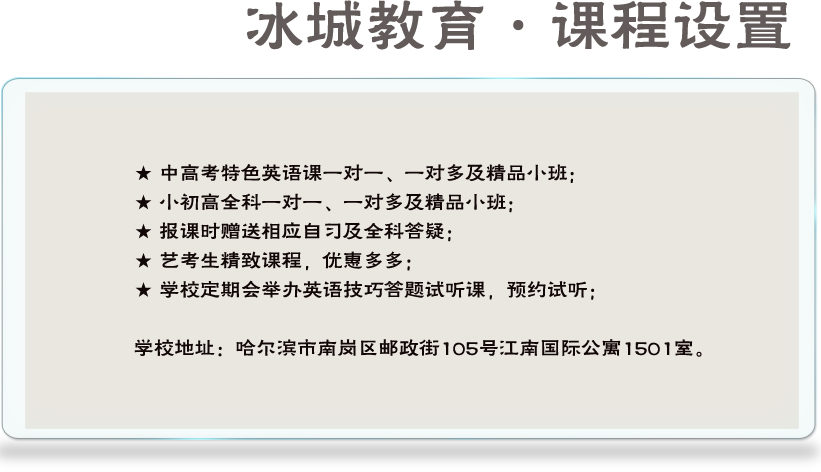 冰城教育·课程设置
★ 中高考特色英语课一对一、一对多及精品小班；
★ 小初高全科一对一、一对多及精品小班；
★ 报课时赠送相应自习及全科答疑；
★ 艺考生精致课程，优惠多多；
★ 学校定期会举办英语技巧答题试听课，预约试听；
学校地址：哈尔滨市南岗区邮政街105号江南国际公寓1501室。